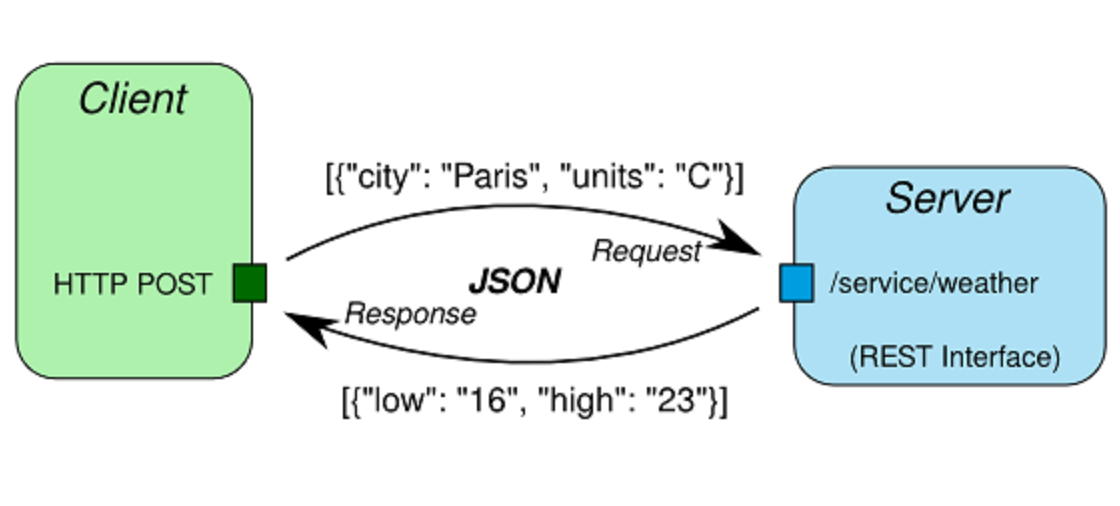 Client
HTTP POST
[{"city": "Paris", "units": "C"}]
Request
JSON
Response
[{"low": "16", "high": "23"}]
Server
/service/weather
(REST Interface)